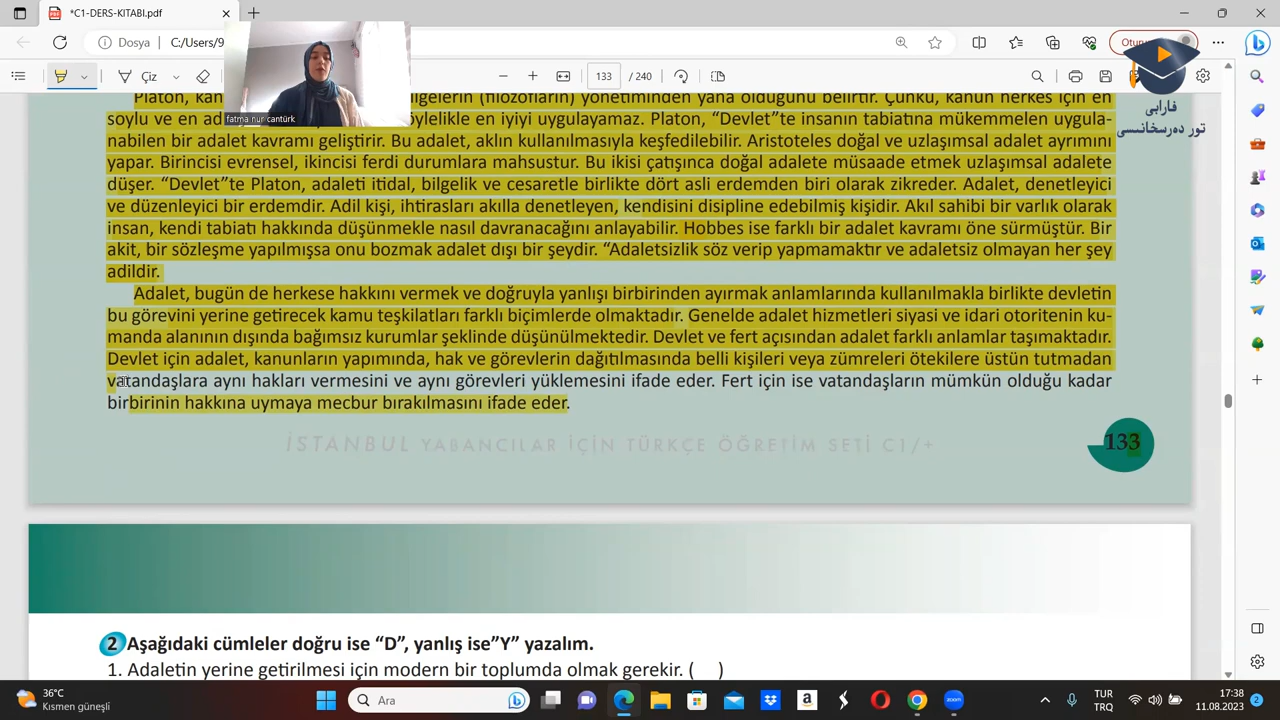 *C1-DERS-KITABI.pdf
Dosya
C:/Users/9
Otur
Çiz
133 / 240
fatma nur cantürk
فارابى
تور دەرسخانىسى
Platon, kan
ilgelerin (filozofların) yönetiminden yana olduğunu belirtir. Çünkü, kanun herkes için en
soylu ve en ad
öylelikle en iyiyi uygulayamaz. Platon, “Devlet”te insanın tabiatına mükemmelen uygula-
nabilen bir adalet kavramı geliştirir. Bu adalet, aklın kullanılmasıyla keşfedilebilir. Aristoteles doğal ve uzlaşımsal adalet ayrımını
yapar. Birincisi evrensel, ikincisi ferdi durumlara mahsustur. Bu ikisi çatışınca doğal adalete müsaade etmek uzlaşımsal adalete
düşer. “Devlet”te Platon, adaleti itidal, bilgelik ve cesaretle birlikte dört asli erdemden biri olarak zikreder. Adalet, denetleyici
ve düzenleyici bir erdemdir. Adil kişi, ihtirasları akılla denetleyen, kendisini disipline edebilmiş kişidir. Akıl sahibi bir varlık olarak
insan, kendi tabiatı hakkında düşünmekle nasıl davranacağını anlayabilir. Hobbes ise farklı bir adalet kavramı öne sürmüştür. Bir
akit, bir sözleşme yapılmışsa onu bozmak adalet dışı bir şeydir. “Adaletsizlik söz verip yapmamaktır ve adaletsiz olmayan her şey
adildir.
Adalet, bugün de herkese hakkını vermek ve doğruyla yanlışı birbirinden ayırmak anlamlarında kullanılmakla birlikte devletin
bu görevini yerine getirecek kamu teşkilatları farklı biçimlerde olmaktadır. Genelde adalet hizmetleri siyasi ve idari otoritenin ku-
manda alanının dışında bağımsız kurumlar şeklinde düşünülmektedir. Devlet ve fert açısından adalet farklı anlamlar taşımaktadır.
Devlet için adalet, kanunların yapımında, hak ve görevlerin dağıtılmasında belli kişileri veya zümreleri ötekilere üstün tutmadan
vatandaşlara aynı hakları vermesini ve aynı görevleri yüklemesini ifade eder. Fert için ise vatandaşların mümkün olduğu kadar
birbirinin hakkına uymaya mecbur bırakılmasını ifade eder.
İSTANBUL YABANCILAR İÇİN TÜRKÇE ÖĞRETİM SETİ C1/+
133
2 Aşağıdaki cümleler doğru ise “D”, yanlış ise”Y” yazalım.
1. Adaletin yerine getirilmesi için modern bir toplumda olmak gerekir. ( )
36°C
Kısmen güneşli
Ara
zoom
TUR
TRQ
17:38
11.08.2023